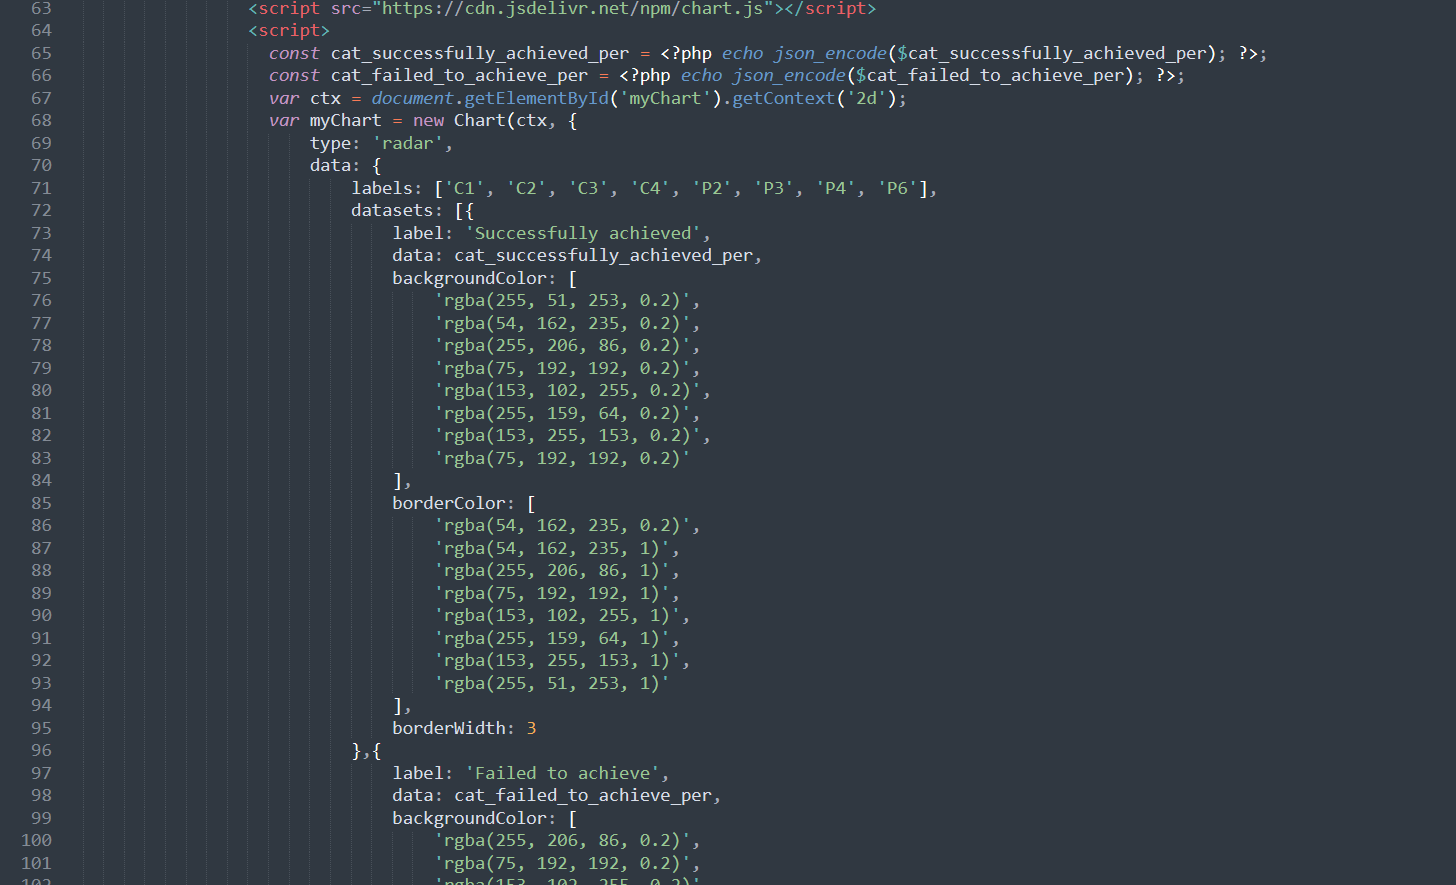 63 <script src="https://cdn.jsdelivr.net/npm/chart.js"></script>
64 <script>
65 const cat_successfully_achieved_per = <?php echo json_encode($cat_successfully_achieved_per); ?>;
66 const cat_failed_to_achieve_per = <?php echo json_encode($cat_failed_to_achieve_per); ?>;
67 var ctx = document.getElementById('myChart').getContext('2d');
68 var myChart = new Chart(ctx, {
69 type: 'radar',
70 data: {
71 labels: ['C1', 'C2', 'C3', 'C4', 'P2', 'P3', 'P4', 'P6'],
72 datasets: [{
73 label: 'Successfully achieved',
74 data: cat_successfully_achieved_per,
75 backgroundColor: [
76 'rgba(255, 51, 253, 0.2)',
77 'rgba(54, 162, 235, 0.2)',
78 'rgba(255, 206, 86, 0.2)',
79 'rgba(75, 192, 192, 0.2)',
80 'rgba(153, 102, 255, 0.2)',
81 'rgba(255, 159, 64, 0.2)',
82 'rgba(153, 255, 153, 0.2)',
83 'rgba(75, 192, 192, 0.2)'
84 ],
85 borderColor: [
86 'rgba(54, 162, 235, 0.2)',
87 'rgba(54, 162, 235, 1)',
88 'rgba(255, 206, 86, 1)',
89 'rgba(75, 192, 192, 1)',
90 'rgba(153, 102, 255, 1)',
91 'rgba(255, 159, 64, 1)',
92 'rgba(153, 255, 153, 1)',
93 'rgba(255, 51, 253, 1)'
94 ],
95 borderWidth: 3
96 },{
97 label: 'Failed to achieve',
98 data: cat_failed_to_achieve_per,
99 backgroundColor: [
100 'rgba(255, 206, 86, 0.2)',
101 'rgba(75, 192, 192, 0.2)',
102 'rgba(153, 102, 255, 0.2)'